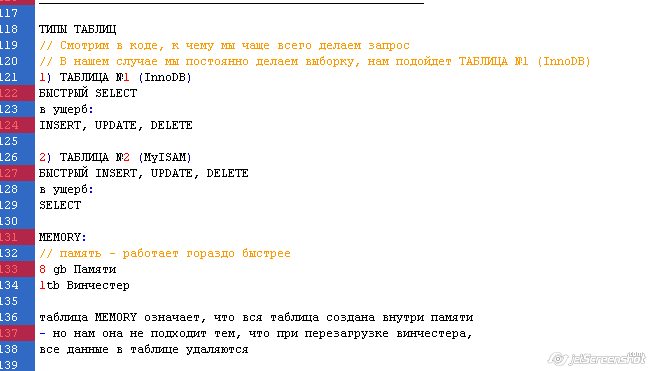 117
118 ТИПЫ ТАБЛИЦ
119 // Смотрим в коде, к чему мы чаще всего делаем запрос
120 // В нашем случае мы постоянно делаем выборку, нам подойдет ТАБЛИЦА №1 (InnoDB)
121 1) ТАБЛИЦА №1 (InnoDB)
122 БЫСТРЫЙ SELECT
123 в ущерб:
124 INSERT, UPDATE, DELETE
125
126 2) ТАБЛИЦА №2 (MyISAM)
127 БЫСТРЫЙ INSERT, UPDATE, DELETE
128 в ущерб:
129 SELECT
130
131 MEMORY:
132 // память - работает гораздо быстрее
133 8 gb Памяти
134 1tb Винчестер
135
136 таблица MEMORY означает, что вся таблица создана внутри памяти
137 - но нам она не подходит тем, что при перезагрузке винчестера,
138 все данные в таблице удаляются
139
jetScreenshot